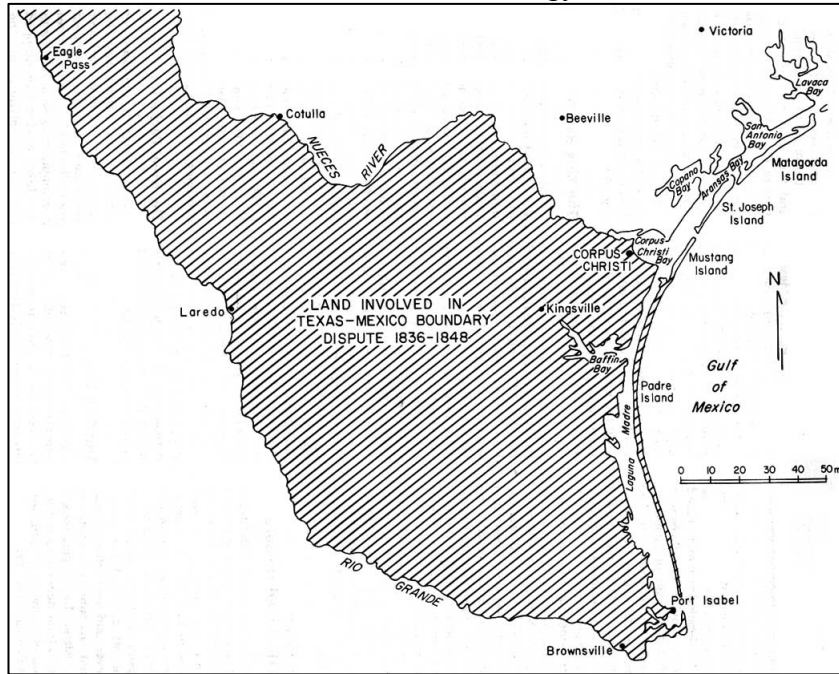 Victoria
Eagle
Pass
Lavaca
Bay
Cotulla
Beeville
San
Antonio
Bay
NUECES
RIVER
Matagorda
Island
Copano
Bay
Aransas Bay
St. Joseph
Island
Corpus
Christi
Bay
CORPUS
CHRISTI
Mustang
Island
N
LAND INVOLVED IN
TEXAS-MEXICO BOUNDARY
DISPUTE 1836-1848
Laredo
Kingsville
Baffin
Bay
Gulf
of
Mexico
Padre
Island
Laguna Madre
0 10 20 30 40 50 m
RIO GRANDE
Port Isabel
Brownsville